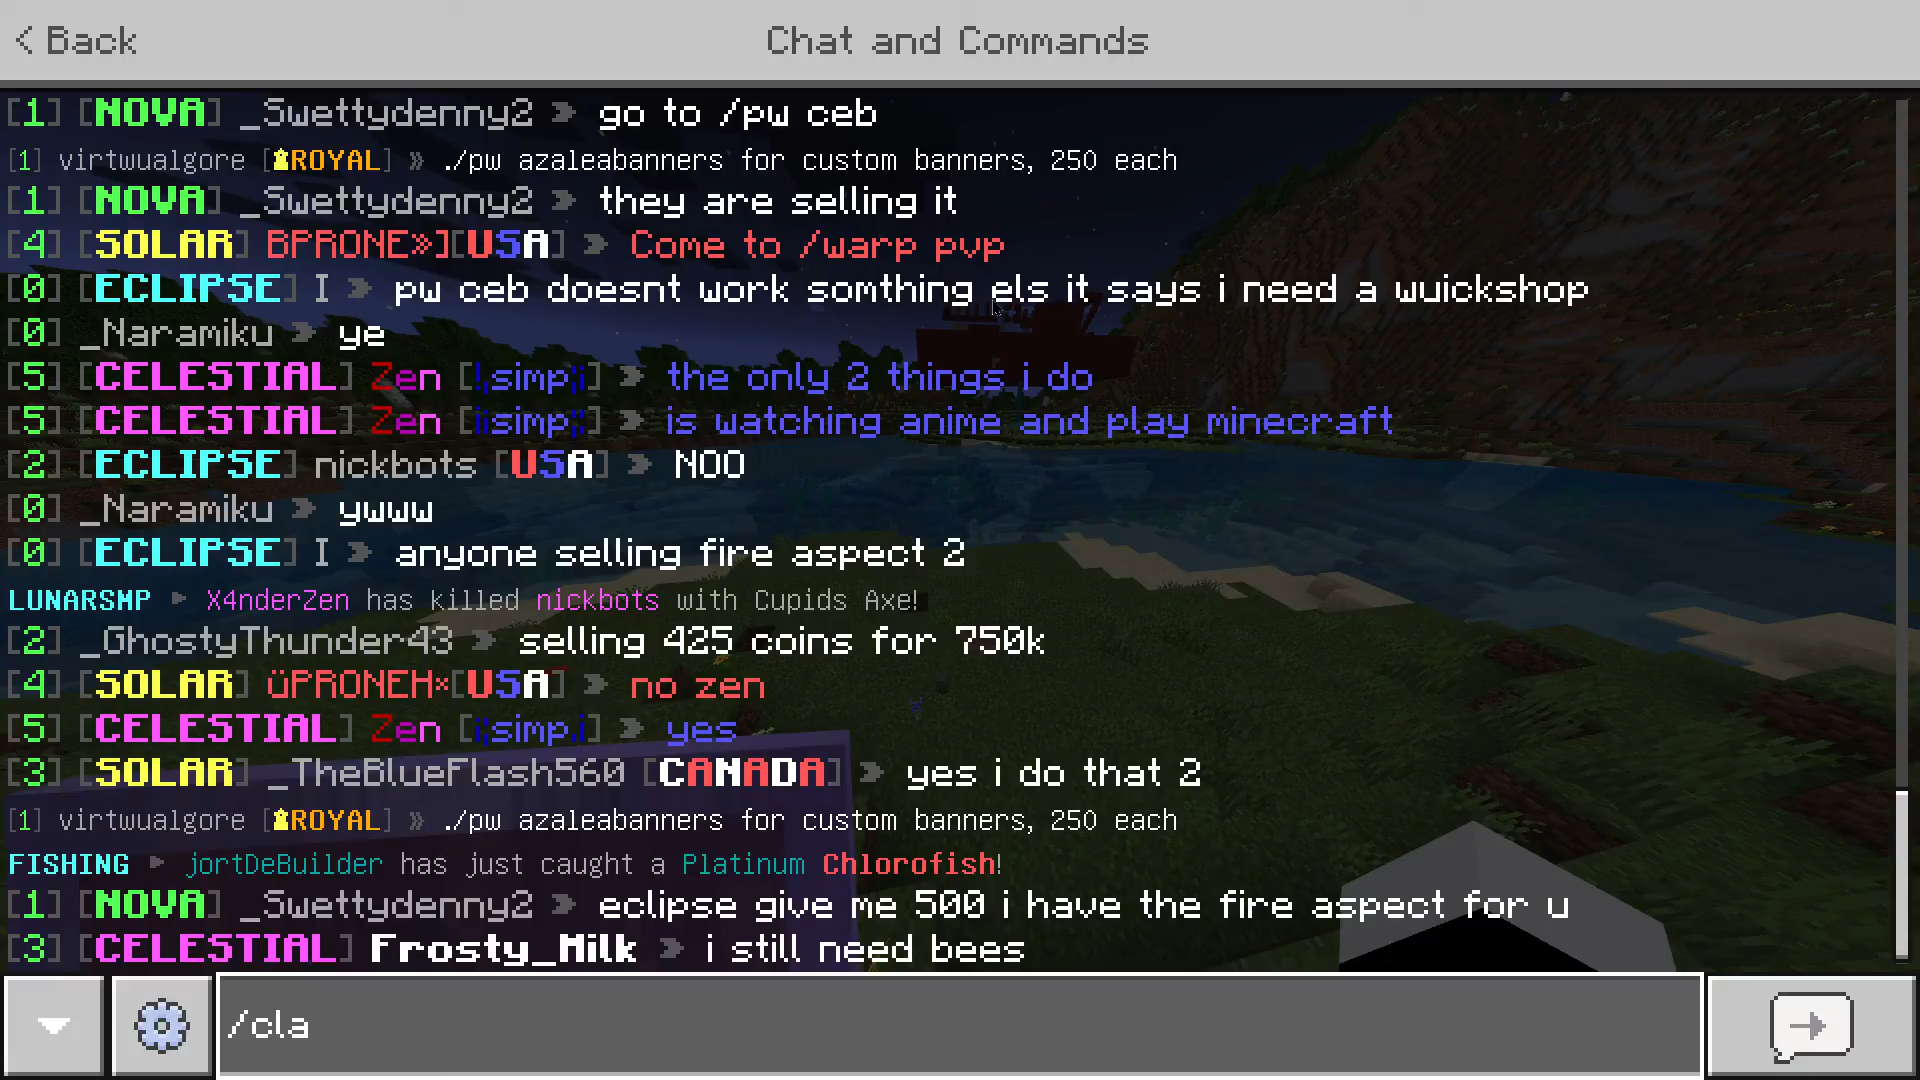 < Back
Chat and Commands
[1] [NOVA] _Swettydenny2 » go to /pw ceb
[1] virtwualgore [ROYAL] » ./pw azaleabanners for custom banners, 250 each
[1] [NOVA] _Swettydenny2 » they are selling it
[4] [SOLAR] BPRONE»][USA] » Come to /warp pvp
[0] [ECLIPSE] I » pw ceb doesnt work somthing els it says i need a wuickshop
[0] _Naramiku » ye
[5] [CELESTIAL] Zen [¦,simp¦i] » the only 2 things i do
[5] [CELESTIAL] Zen [¡isimp¦"] » is watching anime and play minecraft
[2] [ECLIPSE] nickbots [USA] » NOO
[0] _Naramiku » ywww
[0] [ECLIPSE] I » anyone selling fire aspect 2
LUNARSMP ► X4nderZen has killed nickbots with Cupids Axe!
[2] _GhostyThunder43 » selling 425 coins for 750k
[4] [SOLAR] üPRONEH×[USA] » no zen
[5] [CELESTIAL] Zen [i¦simp,i] » yes
[3] [SOLAR] _TheBlueFlash560 [CANADA] » yes i do that 2
[1] virtwualgore [ROYAL] » ./pw azaleabanners for custom banners, 250 each
FISHING ► jortDeBuilder has just caught a Platinum Chlorofish!
[1] [NOVA] _Swettydenny2 » eclipse give me 500 i have the fire aspect for u
[3] [CELESTIAL] Frosty_Milk » i still need bees
/cla